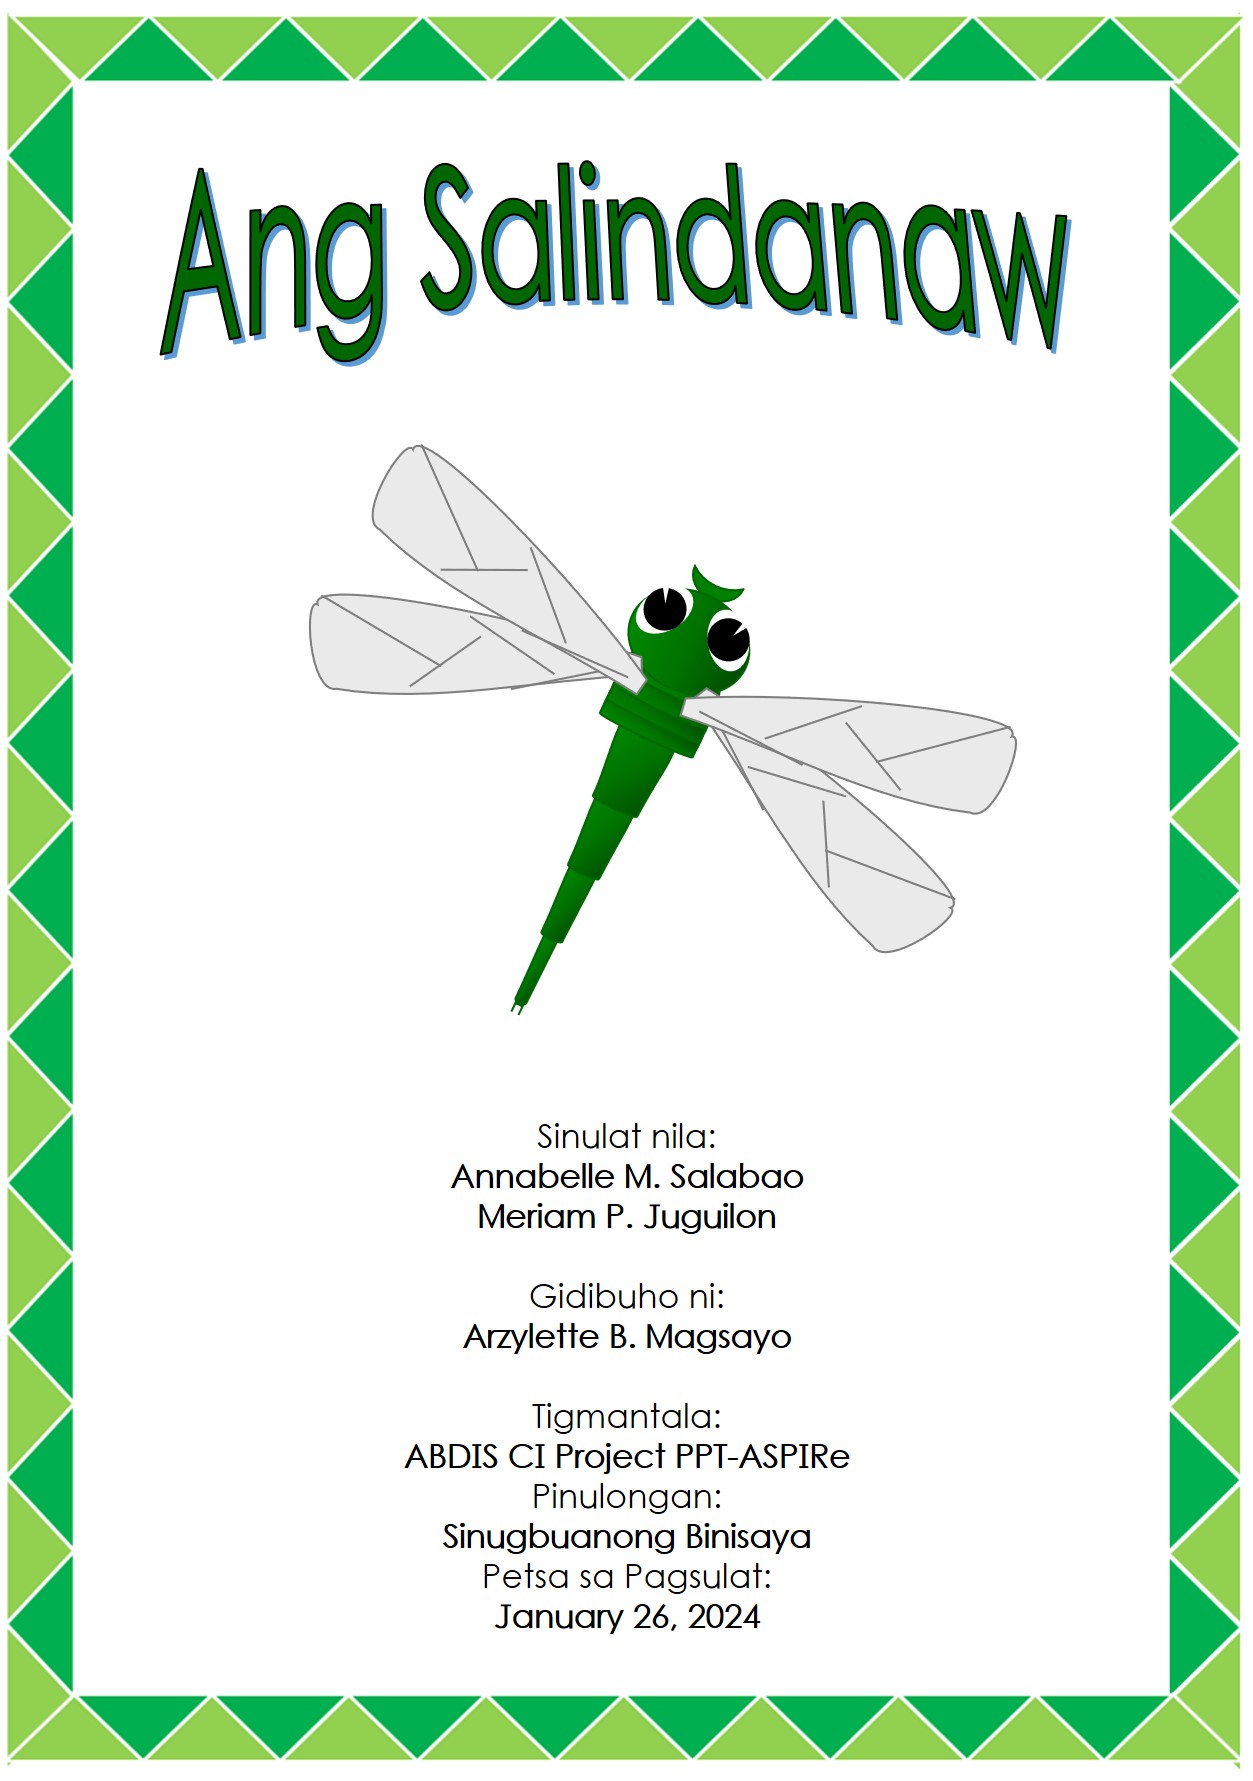 Ang Salindanaw
Sinulat nila:
Annabelle M. Salabao
Meriam P. Juguilon
Gidibuho ni:
Arzylette B. Magsayo
Tigmantala:
ABDIS CI Project PPT-ASPIRe
Pinulongan:
Sinugbuanong Binisaya
Petsa sa Pagsulat:
January 26, 2024